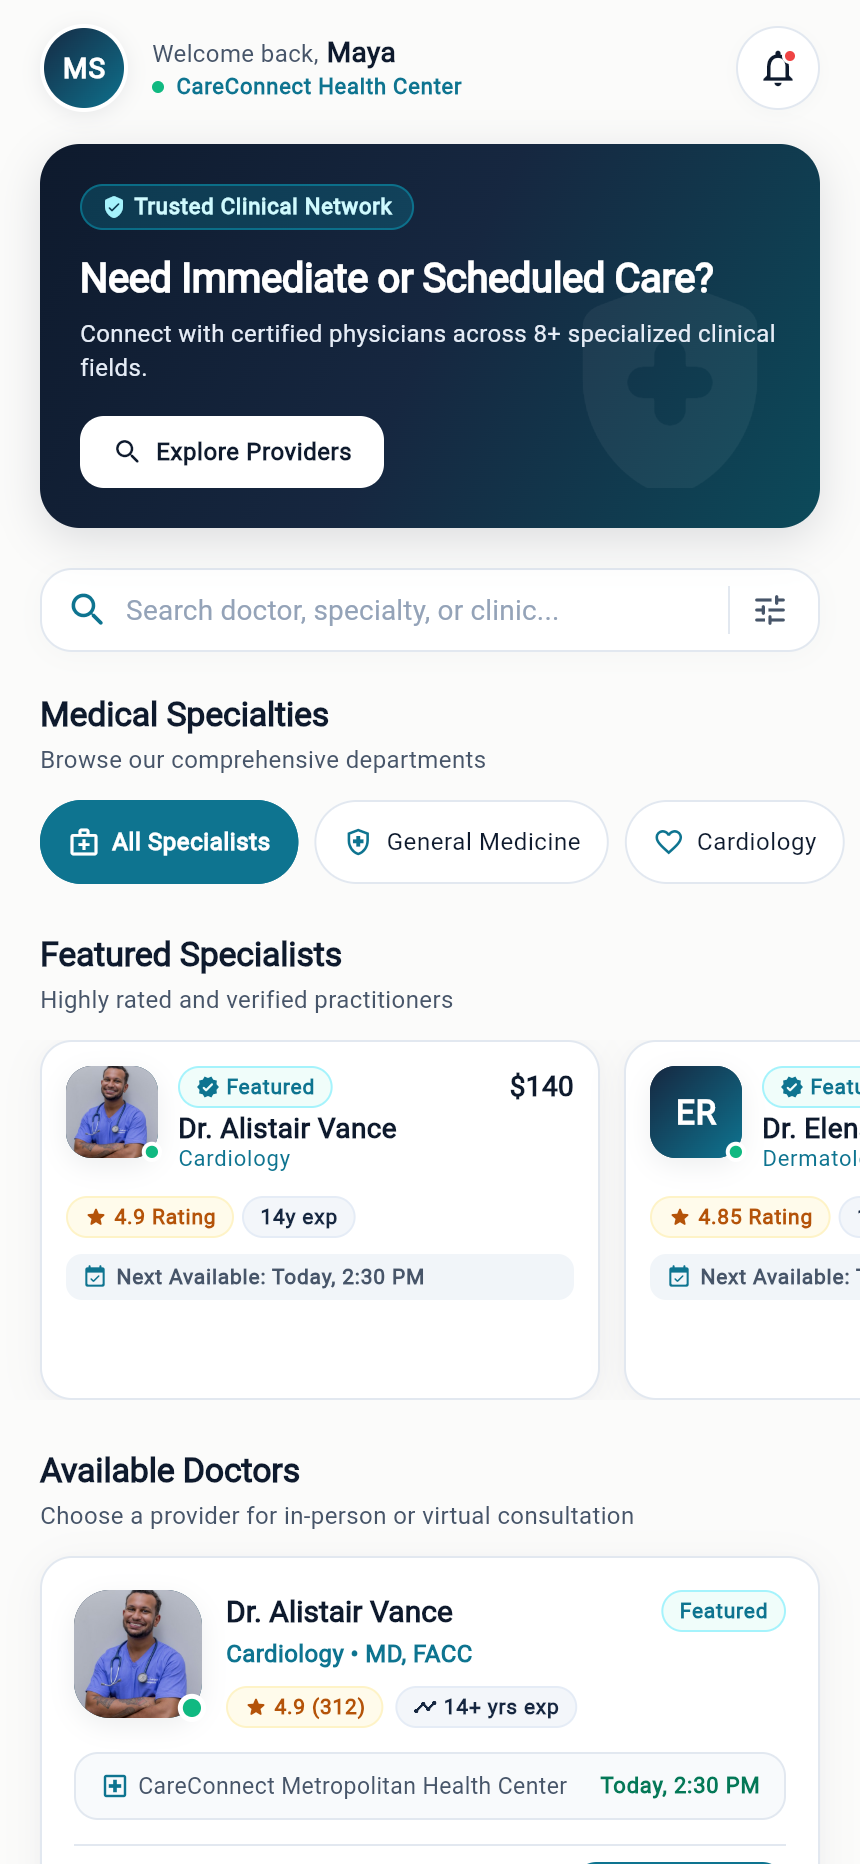 MS
Welcome back, Maya
CareConnect Health Center
Trusted Clinical Network
Need Immediate or Scheduled Care?
Connect with certified physicians across 8+ specialized clinical
fields.
Explore Providers
Search doctor, specialty, or clinic...
Medical Specialties
Browse our comprehensive departments
All Specialists
General Medicine
Cardiology
Featured Specialists
Highly rated and verified practitioners
Featured
$140
Dr. Alistair Vance
Cardiology
4.9 Rating
14y exp
Next Available: Today, 2:30 PM
ER
Dr. Elen
4.85 Rating
Next Available:
Available Doctors
Choose a provider for in-person or virtual consultation
Dr. Alistair Vance
Featured
Cardiology • MD, FACC
4.9 (312)
14+ yrs exp
CareConnect Metropolitan Health Center
Today, 2:30 PM